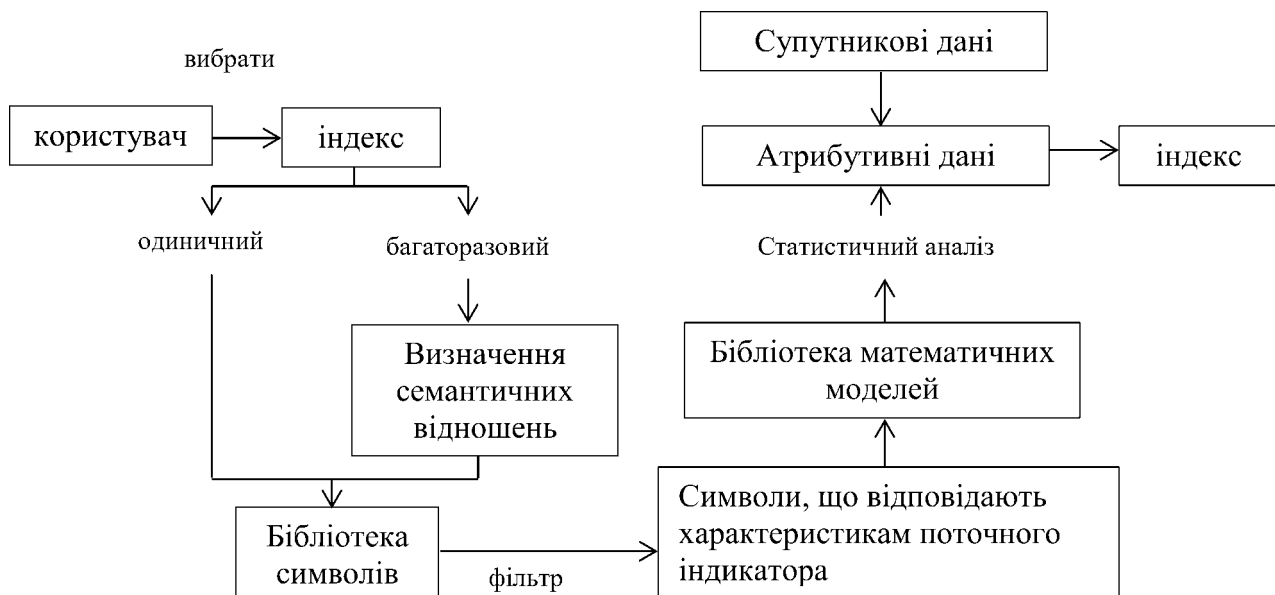 вибрати
користувач
індекс
одиничний
багаторазовий
Визначення
семантичних
відношень
Бібліотека
символів
фільтр
Супутникові дані
Атрибутивні дані
індекс
Статистичний аналіз
Бібліотека математичних
моделей
Символи, що відповідають
характеристикам поточного
індикатора